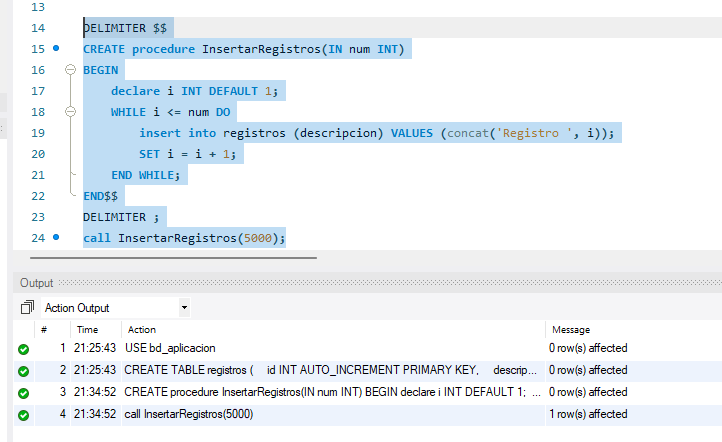 13
14 DELIMITER $$
15 CREATE procedure InsertarRegistros(IN num INT)
16 BEGIN
17 declare i INT DEFAULT 1;
18 WHILE i <= num DO
19 insert into registros (descripcion) VALUES (concat('Registro ', i));
20 SET i = i + 1;
21 END WHILE;
22 END$$
23 DELIMITER ;
24 call InsertarRegistros(5000);
Output
Action Output
# Time Action Message
1 21:25:43 USE bd_aplicacion 0 row(s) affected
2 21:25:43 CREATE TABLE registros ( id INT AUTO_INCREMENT PRIMARY KEY, descrip... 0 row(s) affected
3 21:34:52 CREATE procedure InsertarRegistros(IN num INT) BEGIN declare i INT DEFAULT 1; ... 0 row(s) affected
4 21:34:52 call InsertarRegistros(5000) 1 row(s) affected